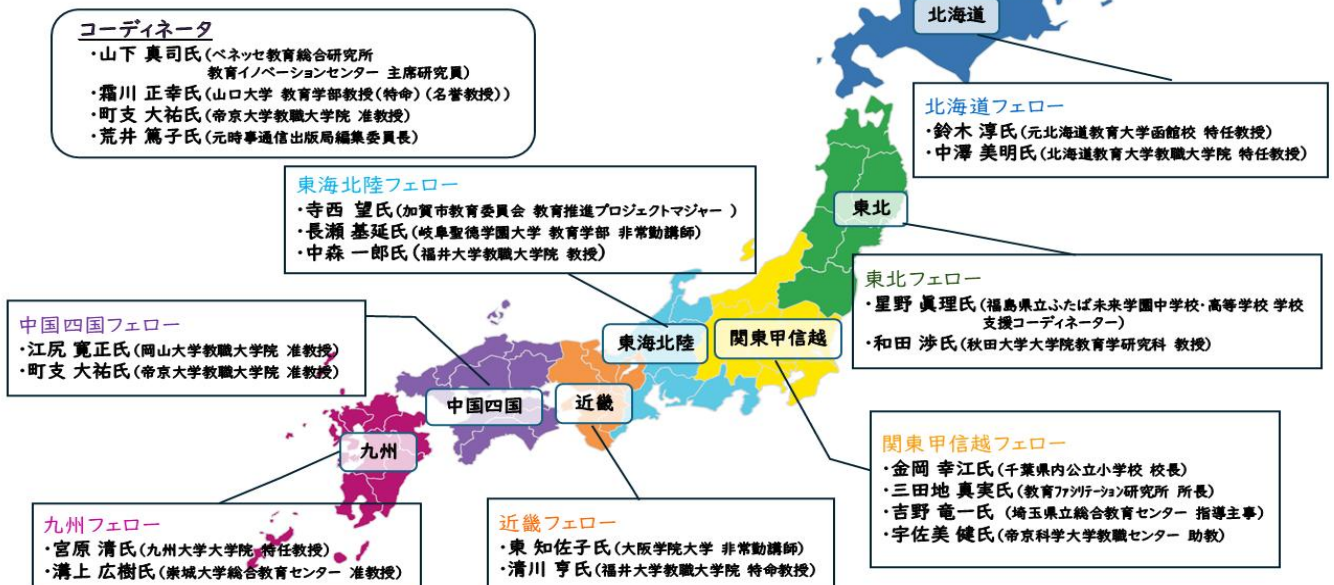 コーディネータ
・山下 真司氏(ベネッセ教育総合研究所
教育イノベーションセンター 主席研究員)
・霜川 正幸氏(山口大学 教育学部教授(特命)(名誉教授))
・町支 大祐氏(帝京大学教職大学院 准教授)
・荒井 篤子氏(元時事通信出版局編集委員長)
北海道
北海道フェロー
・鈴木 淳氏(元北海道教育大学函館校 特任教授)
・中澤 美明氏(北海道教育大学教職大学院 特任教授)
東海北陸フェロー
・寺西 望氏(加賀市教育委員会 教育推進プロジェクトマジャー )
・長瀬 基延氏(岐阜聖徳学園大学 教育学部 非常勤講師)
・中森 一郎氏(福井大学教職大学院 教授)
東北
東北フェロー
・星野 眞理氏(福島県立ふたば未来学園中学校・高等学校 学校
支援コーディネーター)
・和田 渉氏(秋田大学大学院教育学研究科 教授)
中国四国フェロー
・江尻 寛正氏(岡山大学教職大学院 准教授)
・町支 大祐氏(帝京大学教職大学院 准教授)
東海北陸
関東甲信越
中国四国
近畿
九州
関東甲信越フェロー
・金岡 幸江氏(千葉県内公立小学校 校長)
・三田地 真実氏(教育ファシリテーション研究所 所長)
・吉野 竜一氏 (埼玉県立総合教育センター 指導主事)
・宇佐美 健氏(帝京科学大学教職センター 助教)
九州フェロー
・宮原 清氏(九州大学大学院 特任教授)
・溝上 広樹氏(崇城大学総合教育センター 准教授)
近畿フェロー
・東 知佐子氏(大阪学院大学 非常勤講師)
・清川 亨氏(福井大学教職大学院 特命教授)